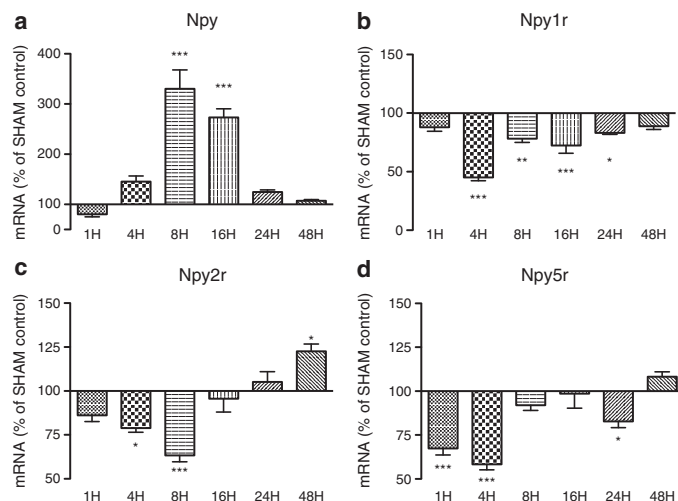 a
Npy
mRNA (% of SHAM control)
400
300
200
100
0
***
***
1H 4H 8H 16H 24H 48H
b
Npy1r
mRNA (% of SHAM control)
150
100
50
0
***
**
***
*
1H 4H 8H 16H 24H 48H
c
Npy2r
mRNA (% of SHAM control)
150
125
100
75
50
*
***
*
1H 4H 8H 16H 24H 48H
d
Npy5r
mRNA (% of SHAM control)
150
100
75
50
***
***
*
1H 4H 8H 16H 24H 48H